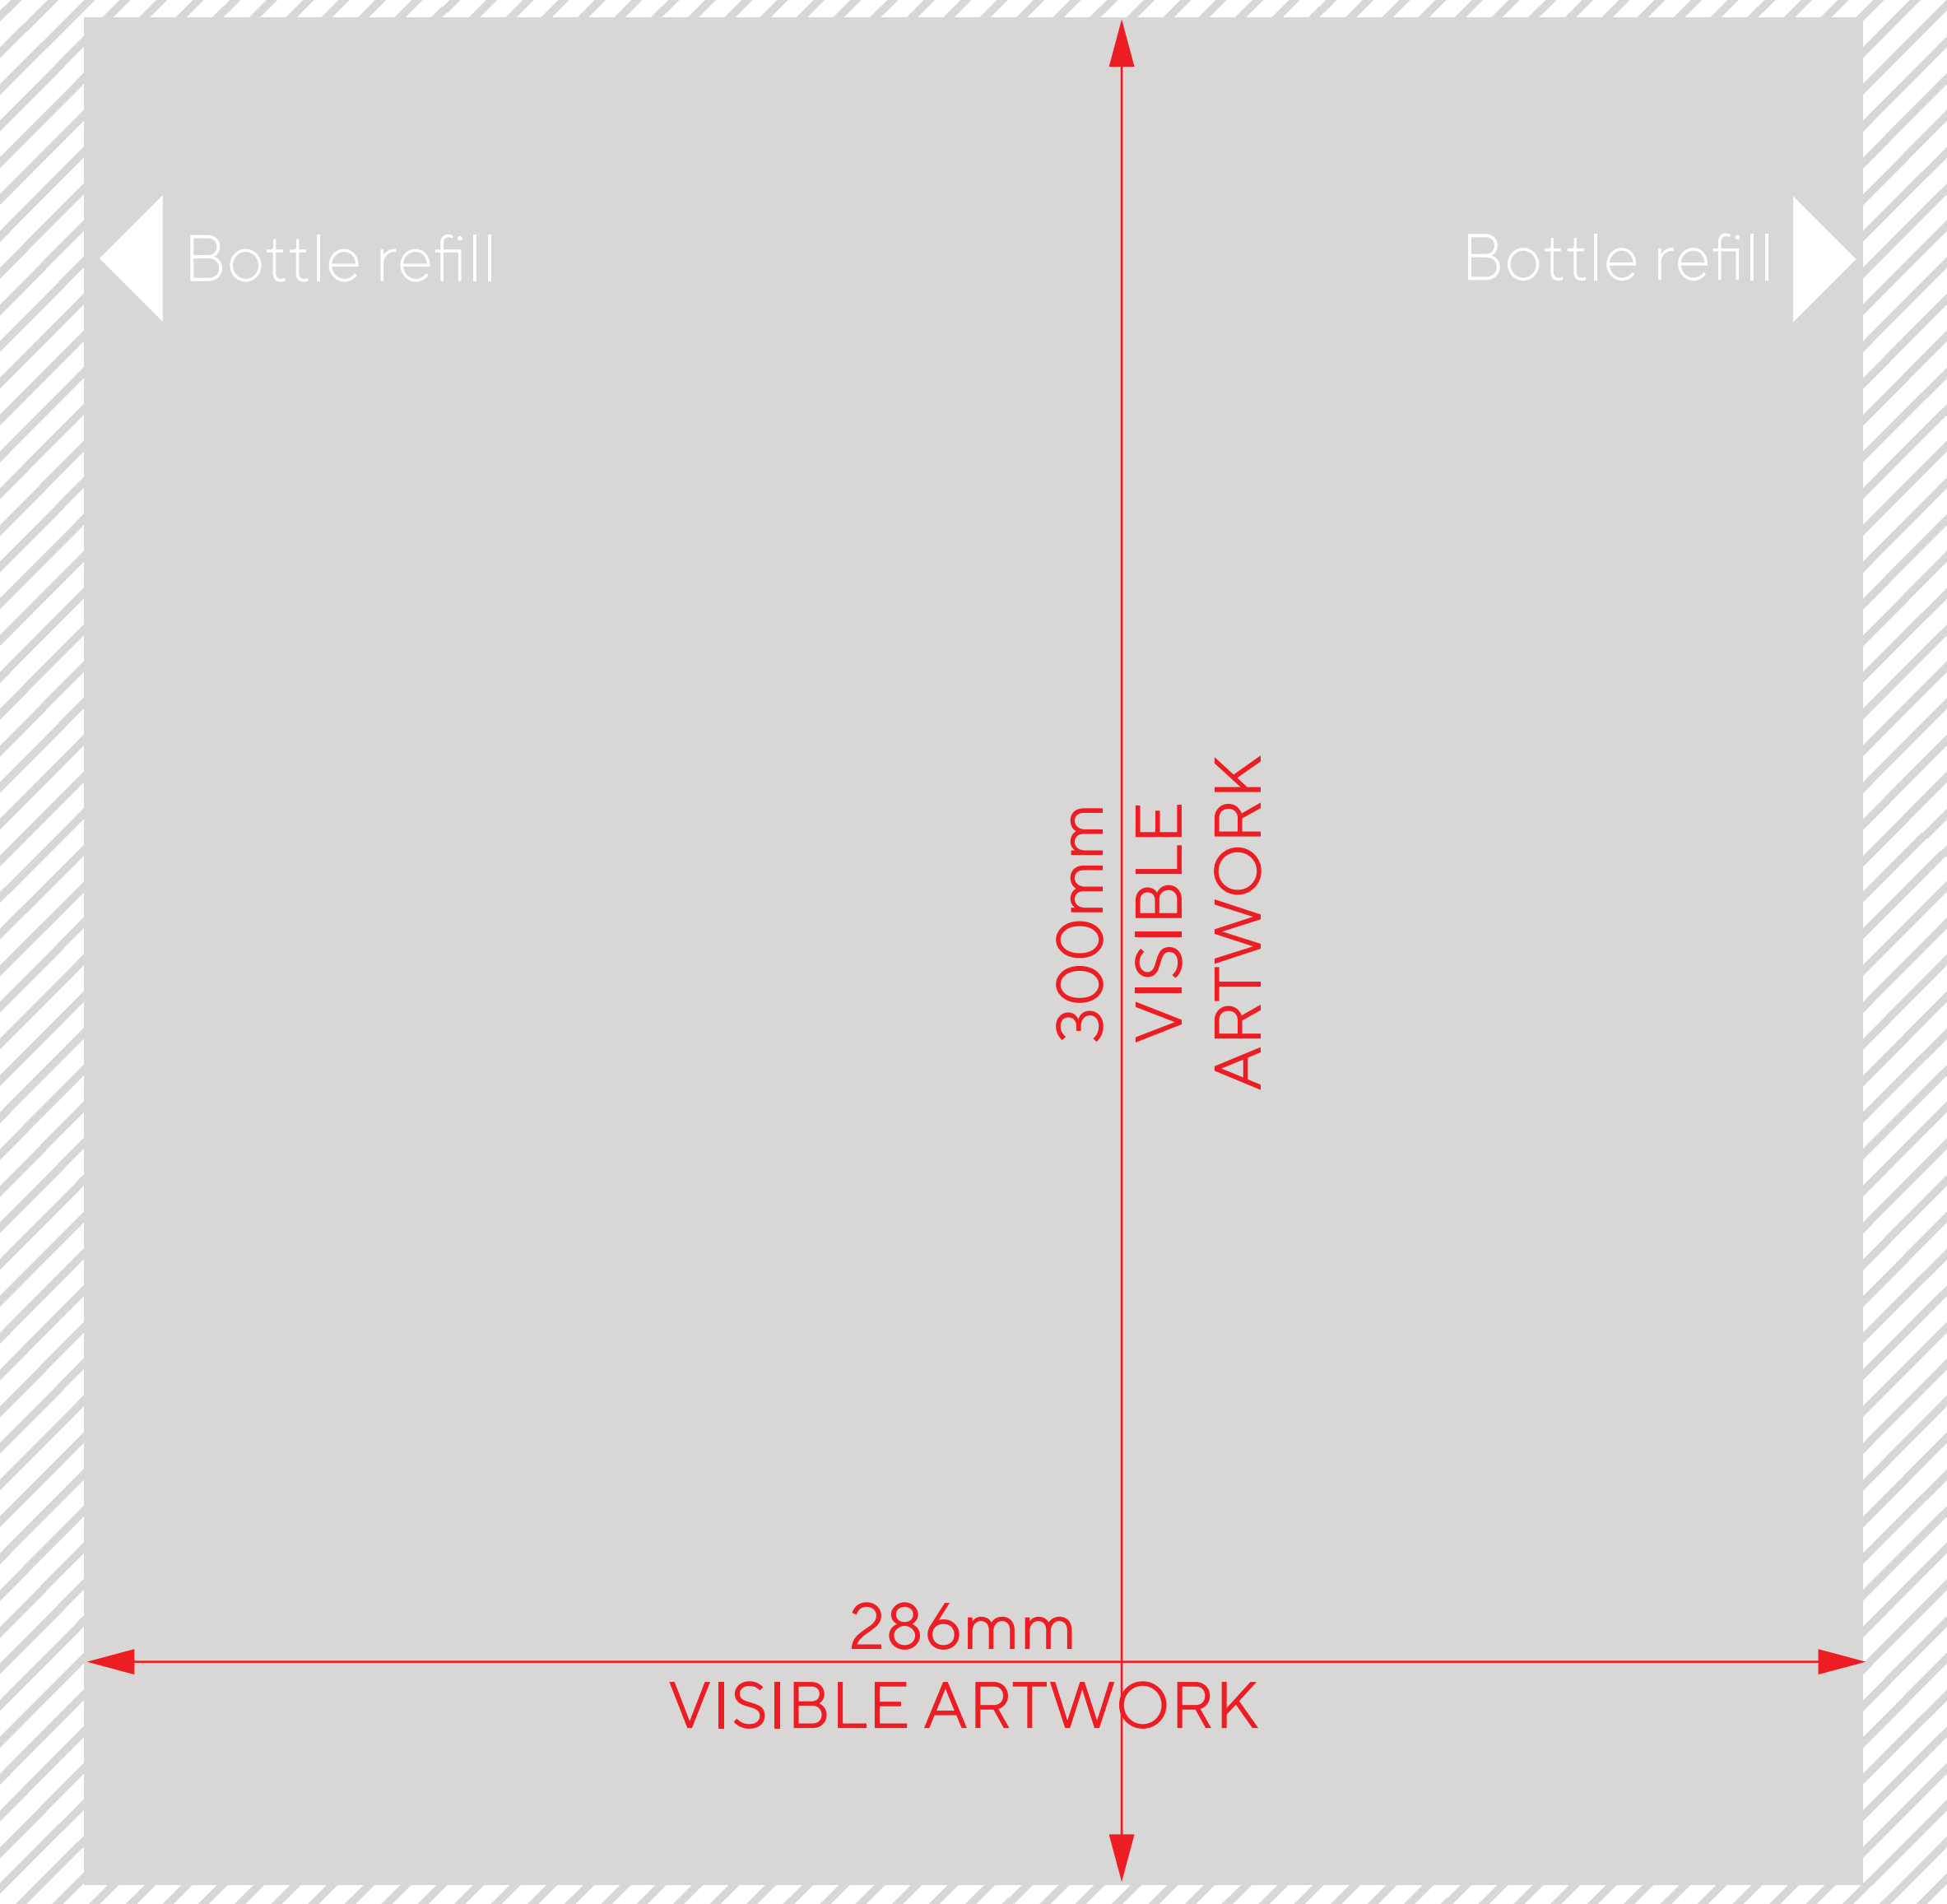 Bottle refill
Bottle refill
300mm
VISIBLE
ARTWORK
286mm
VISIBLE ARTWORK